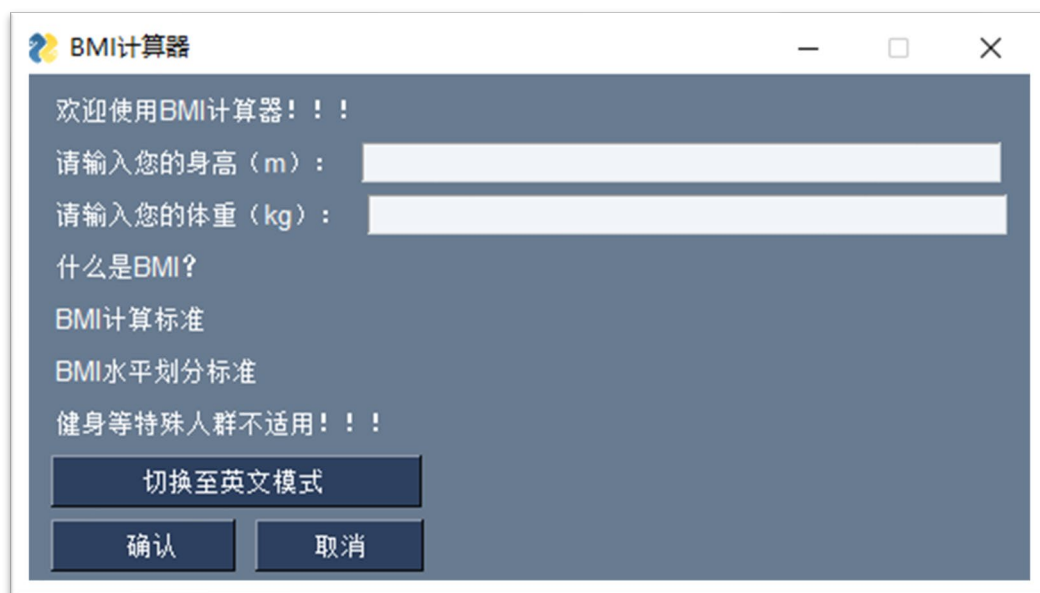 BMI计算器
欢迎使用BMI计算器！！！
请输入您的身高（m）：
请输入您的体重（kg）：
什么是BMI？
BMI计算标准
BMI水平划分标准
健身等特殊人群不适用！！！
切换至英文模式
确认 取消